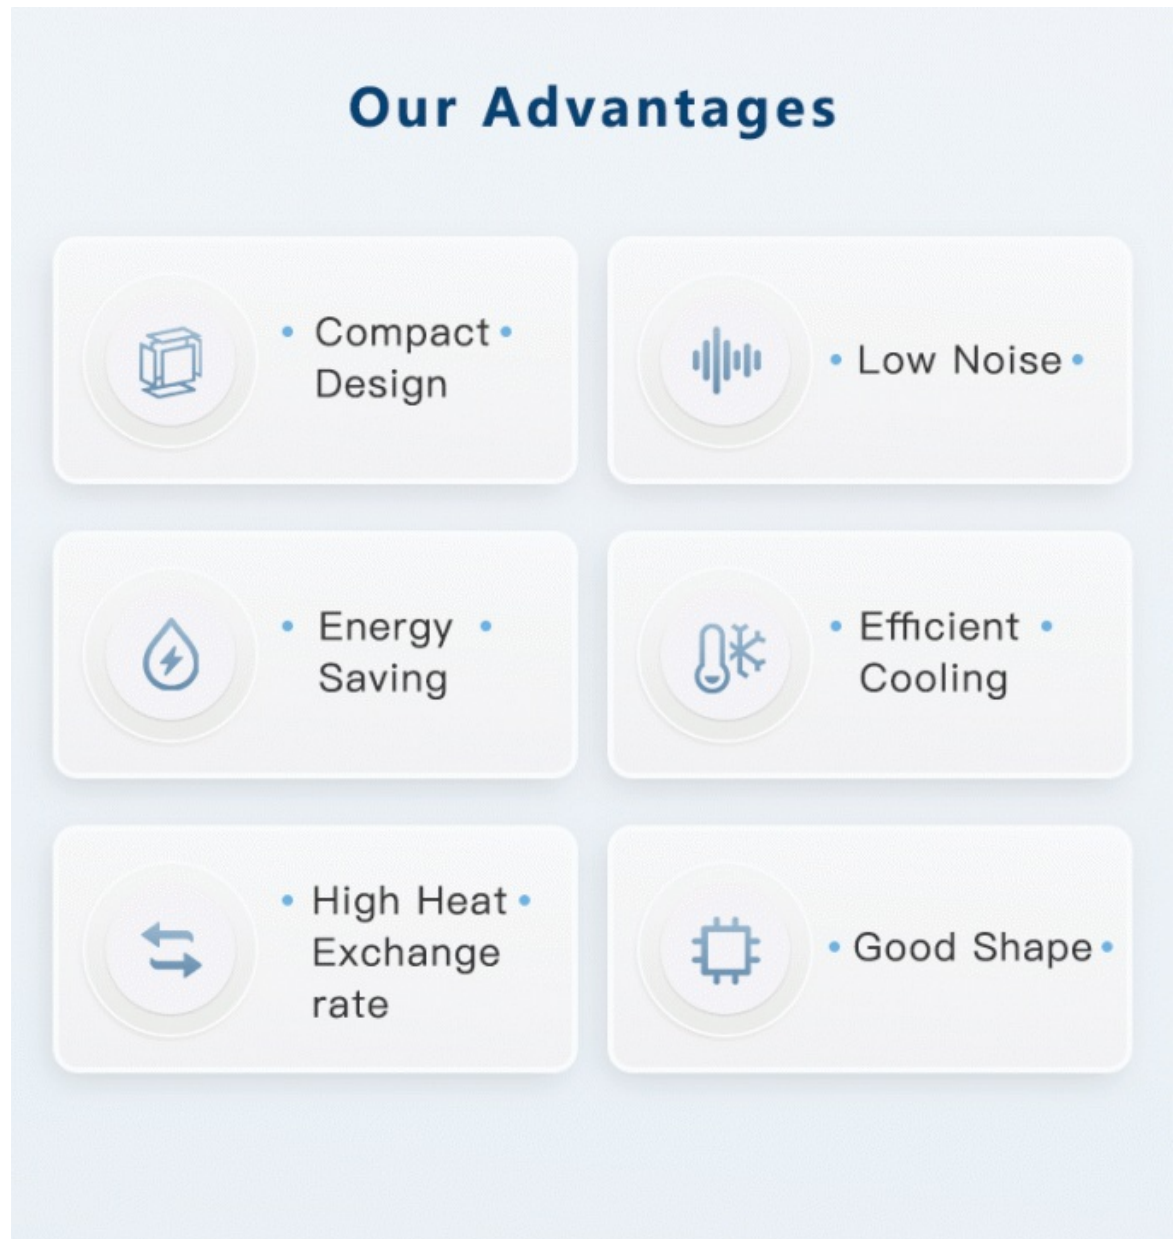 Our Advantages
• Compact •
Design
• Low Noise •
• Energy •
Saving
• Efficient •
Cooling
• High Heat •
Exchange
rate
• Good Shape •